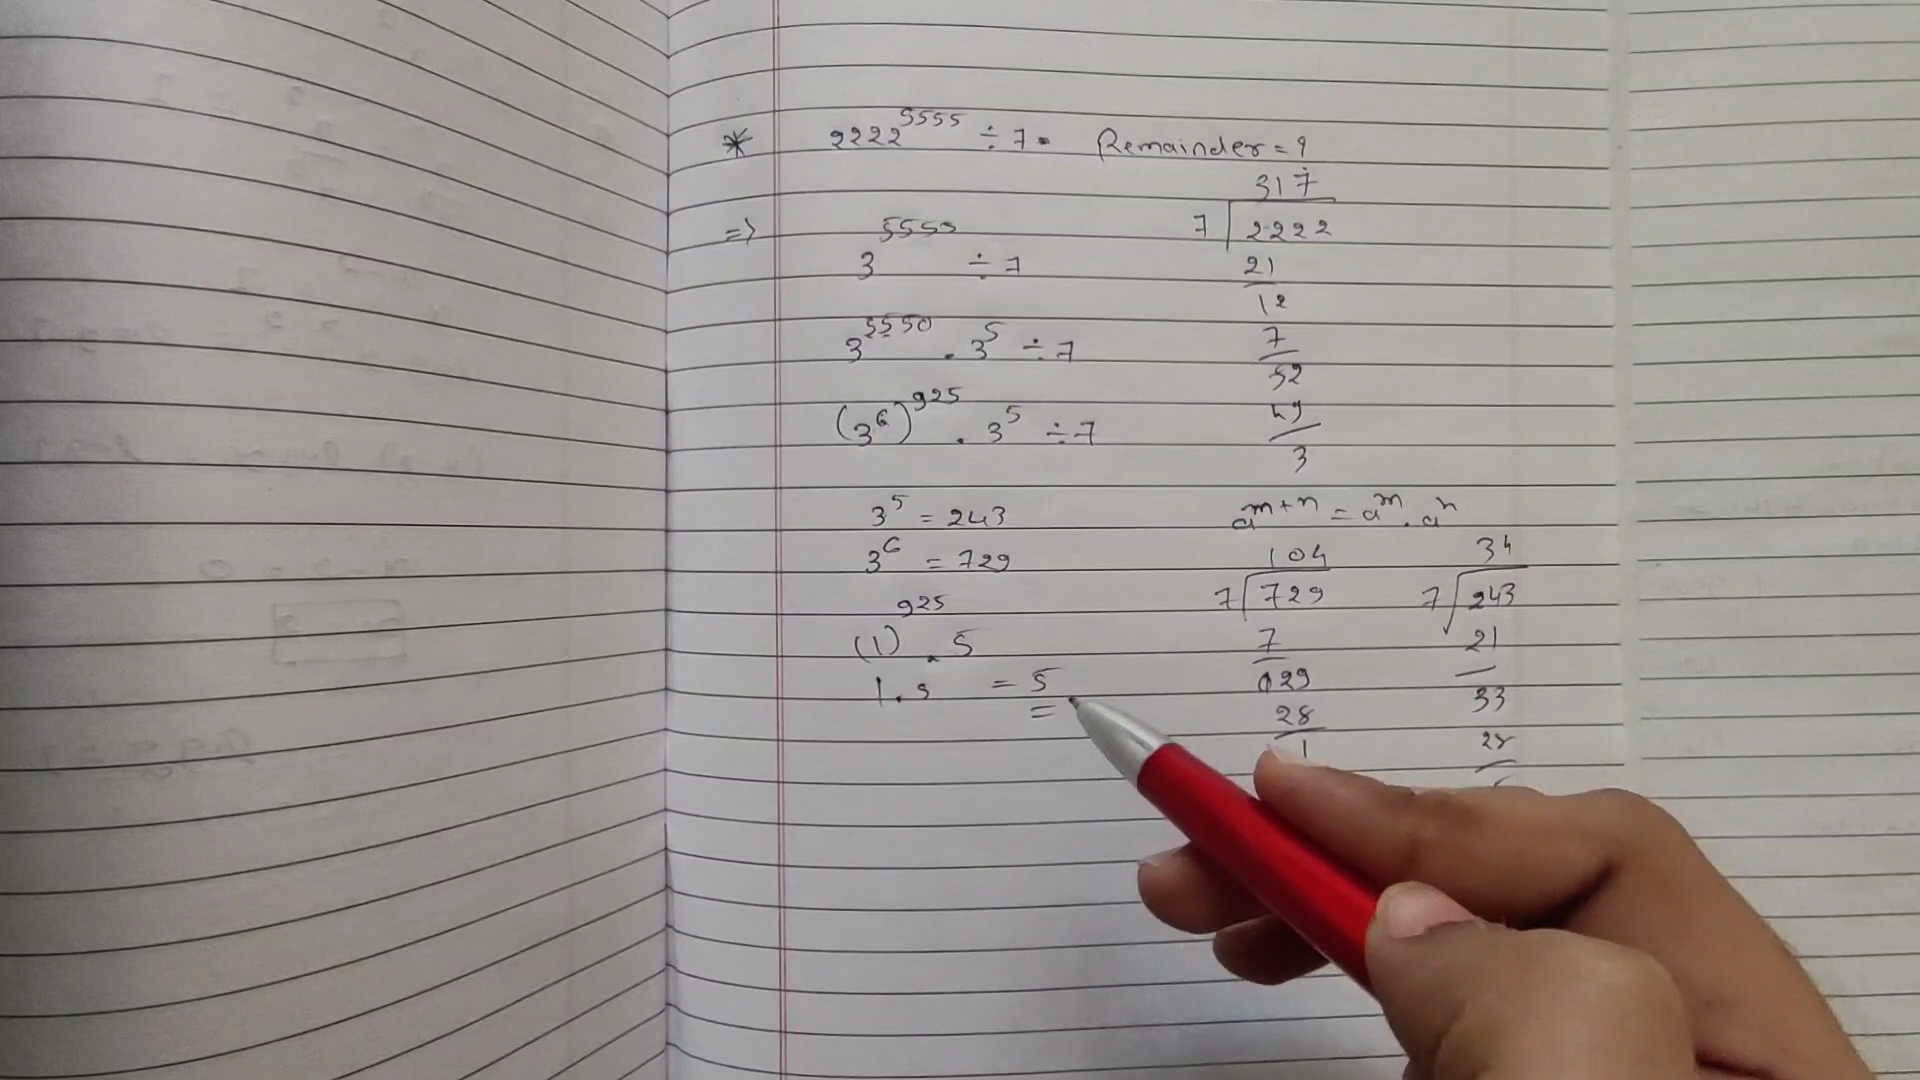 * 2222^5555 ÷ 7. Remainder = ?
317
=> 3^5555 ÷ 7
7 2222
21
12
3^5550 . 3^5 ÷ 7
7
52
(3^6)^925 . 3^5 ÷ 7
49
3
3^5 = 243
a^m+n = a^m . a^n
3^6 = 729
104
34
7 729
7 243
(1)^925 . 5
7
21
1 . 5 = 5
029
33
28
28
1